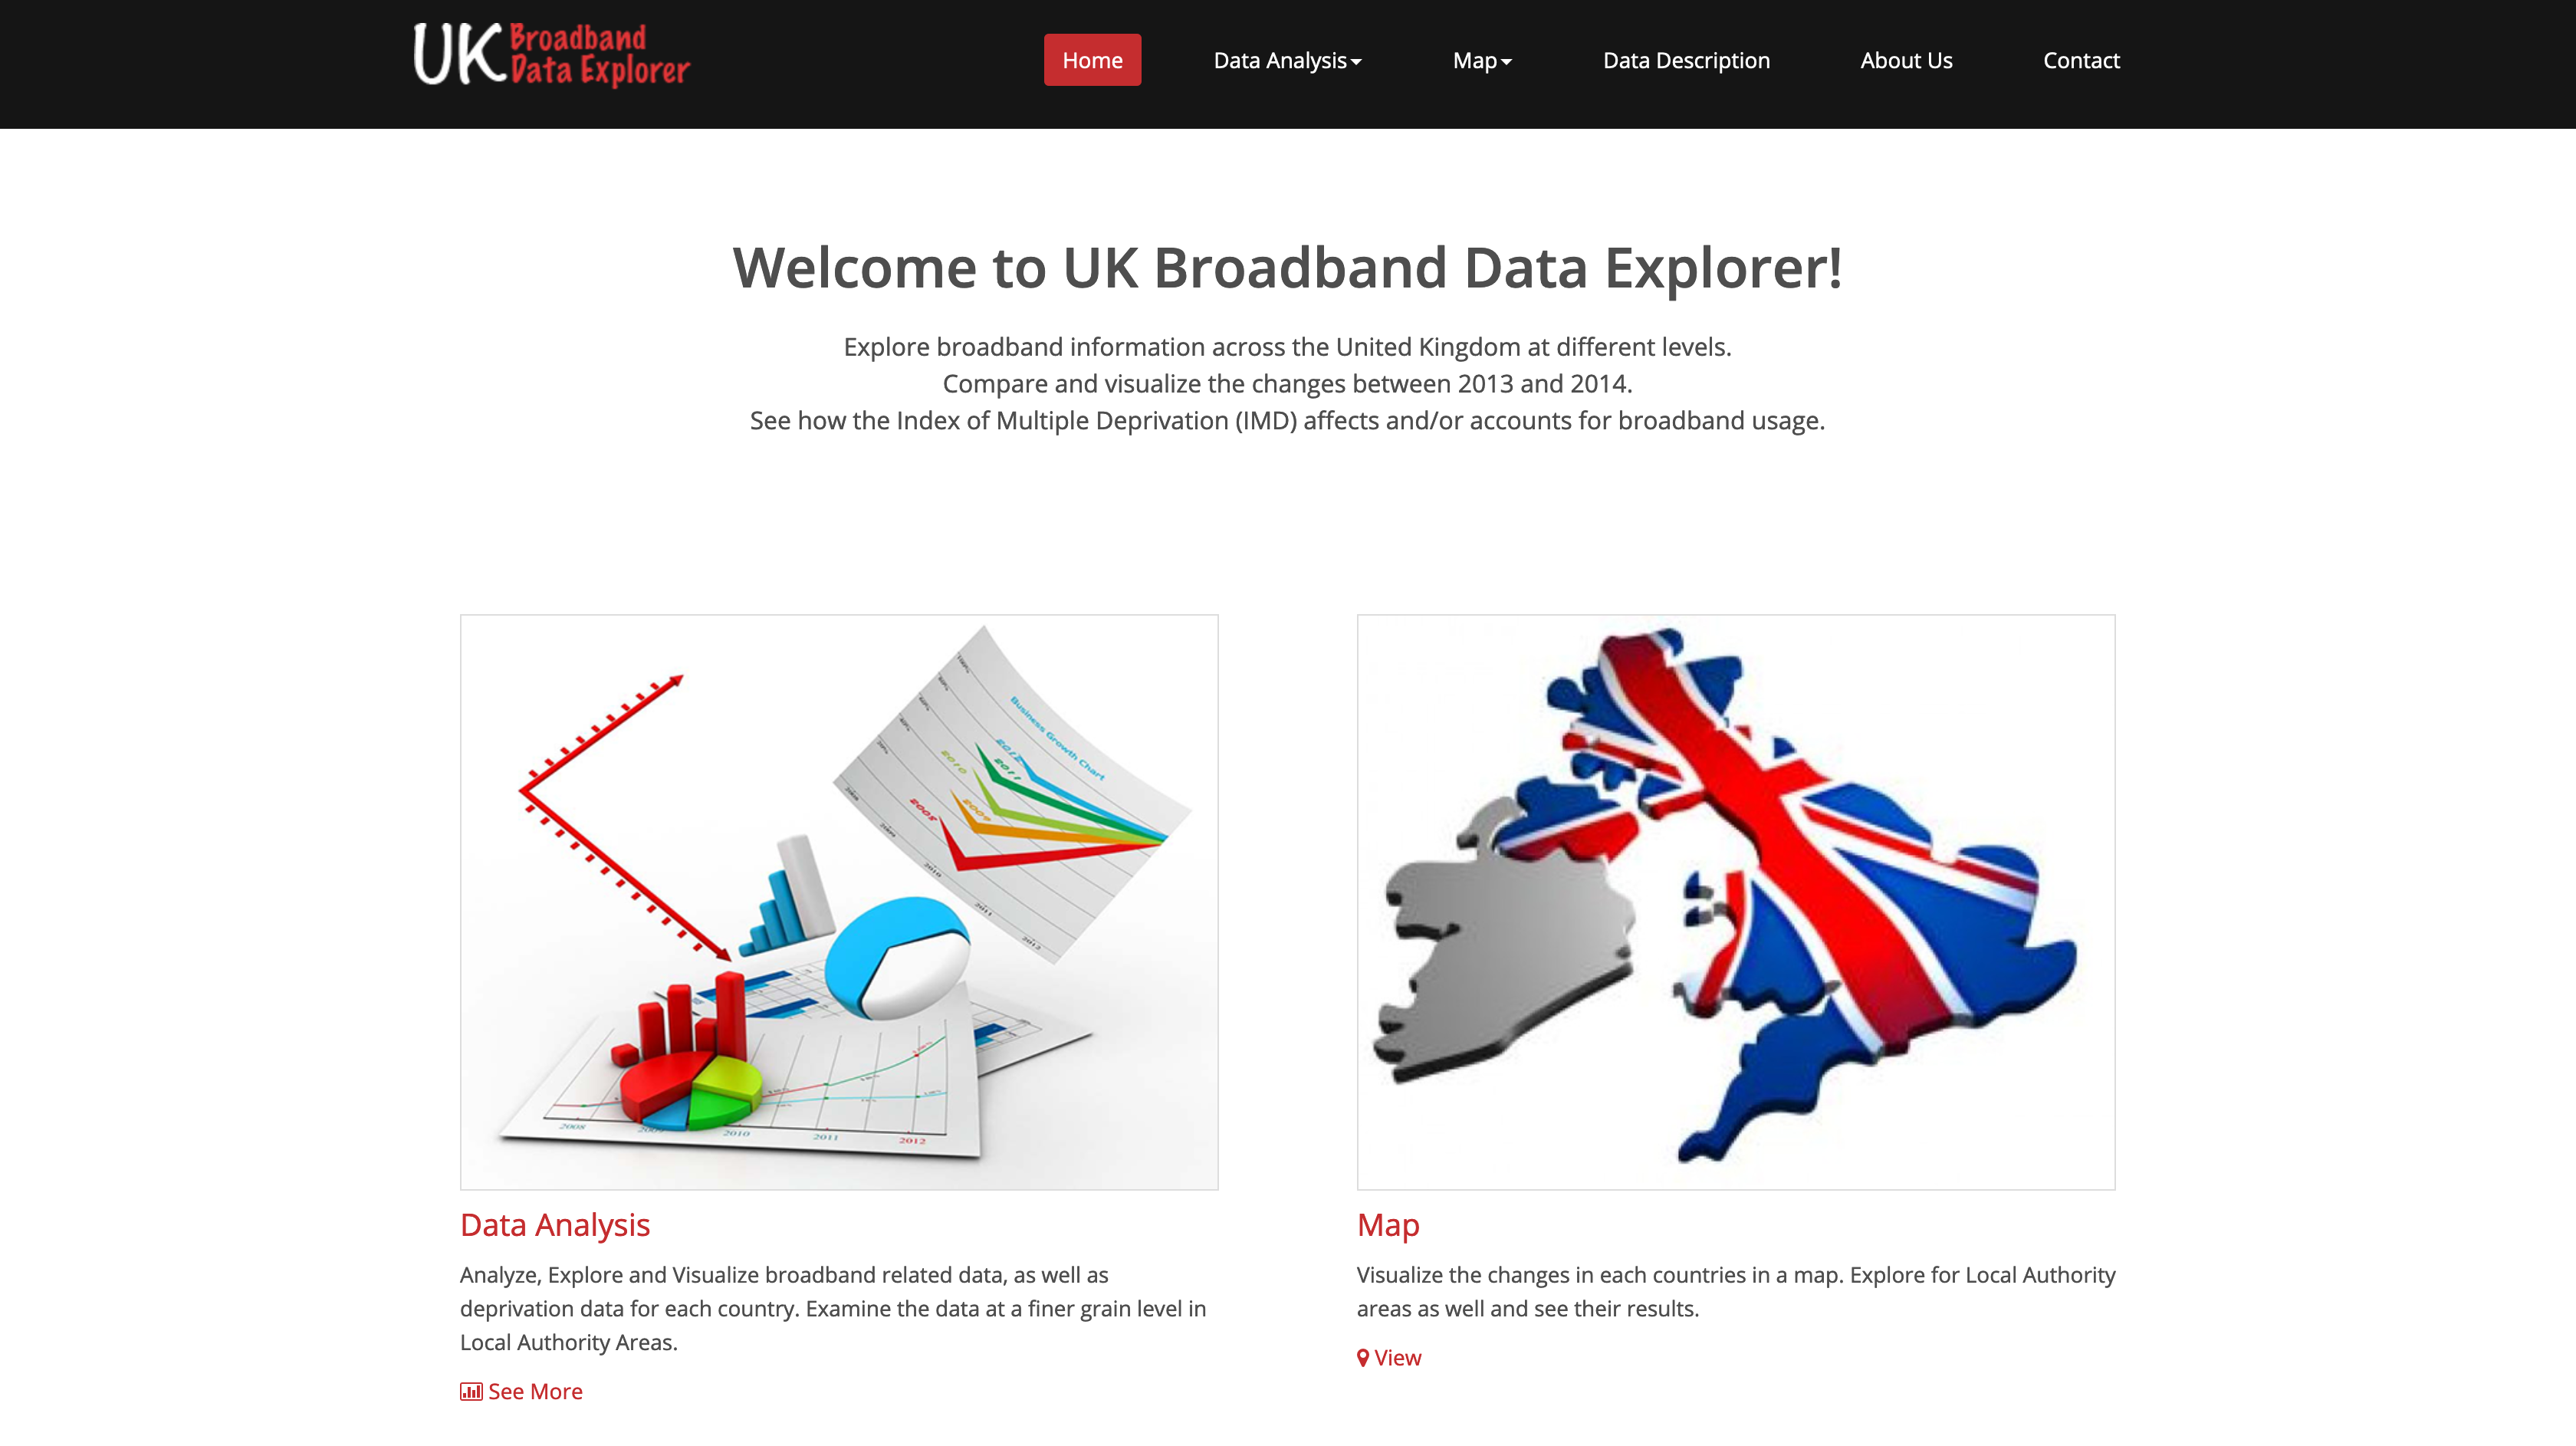 UK Broadband
Data Explorer
Home Data Analysis Map Data Description About Us Contact
Welcome to UK Broadband Data Explorer!
Explore broadband information across the United Kingdom at different levels.
Compare and visualize the changes between 2013 and 2014.
See how the Index of Multiple Deprivation (IMD) affects and/or accounts for broadband usage.
Business Growth Chart
2012
2011
2010
2009
2008
2008 2009 2010 2011 2012
Data Analysis
Analyze, Explore and Visualize broadband related data, as well as
deprivation data for each country. Examine the data at a finer grain level in
Local Authority Areas.
See More
Map
Visualize the changes in each countries in a map. Explore for Local Authority
areas as well and see their results.
View